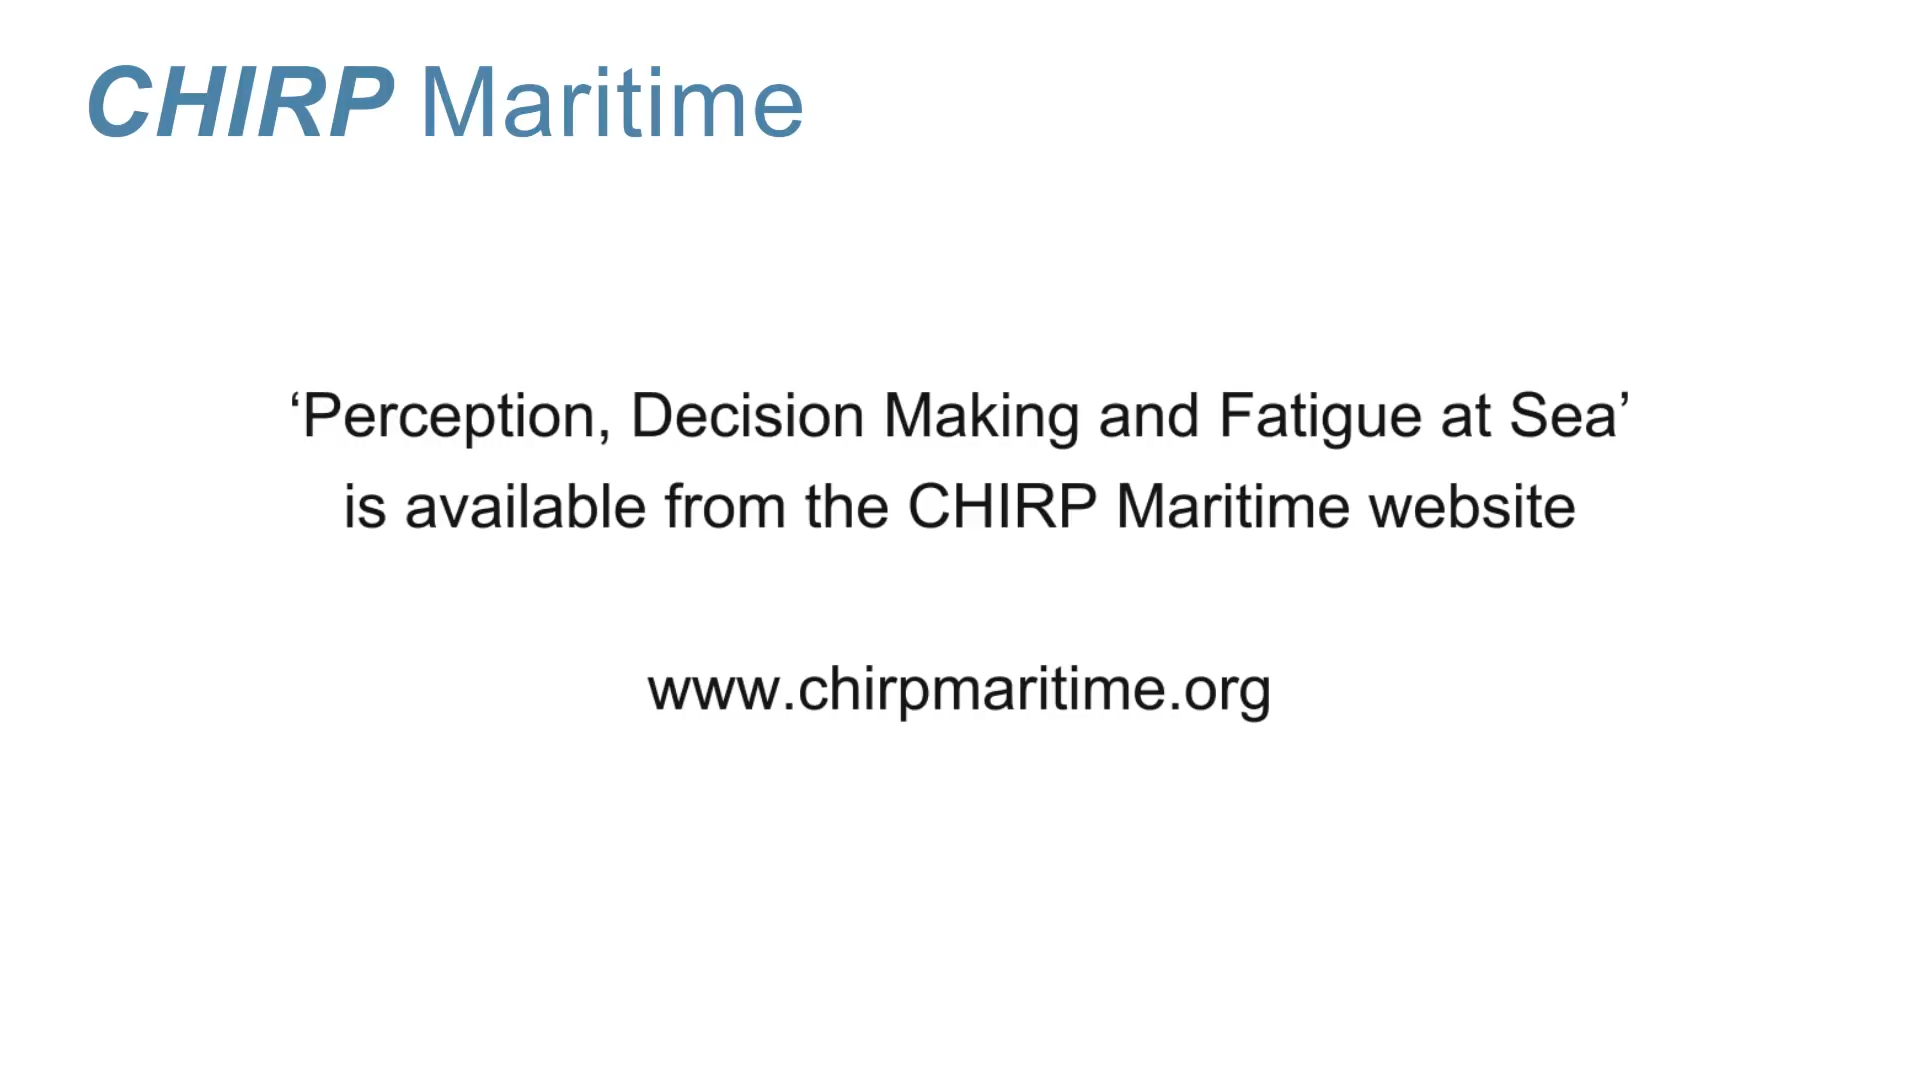 CHIRP Maritime
‘Perception, Decision Making and Fatigue at Sea’
is available from the CHIRP Maritime website
www.chirpmaritime.org